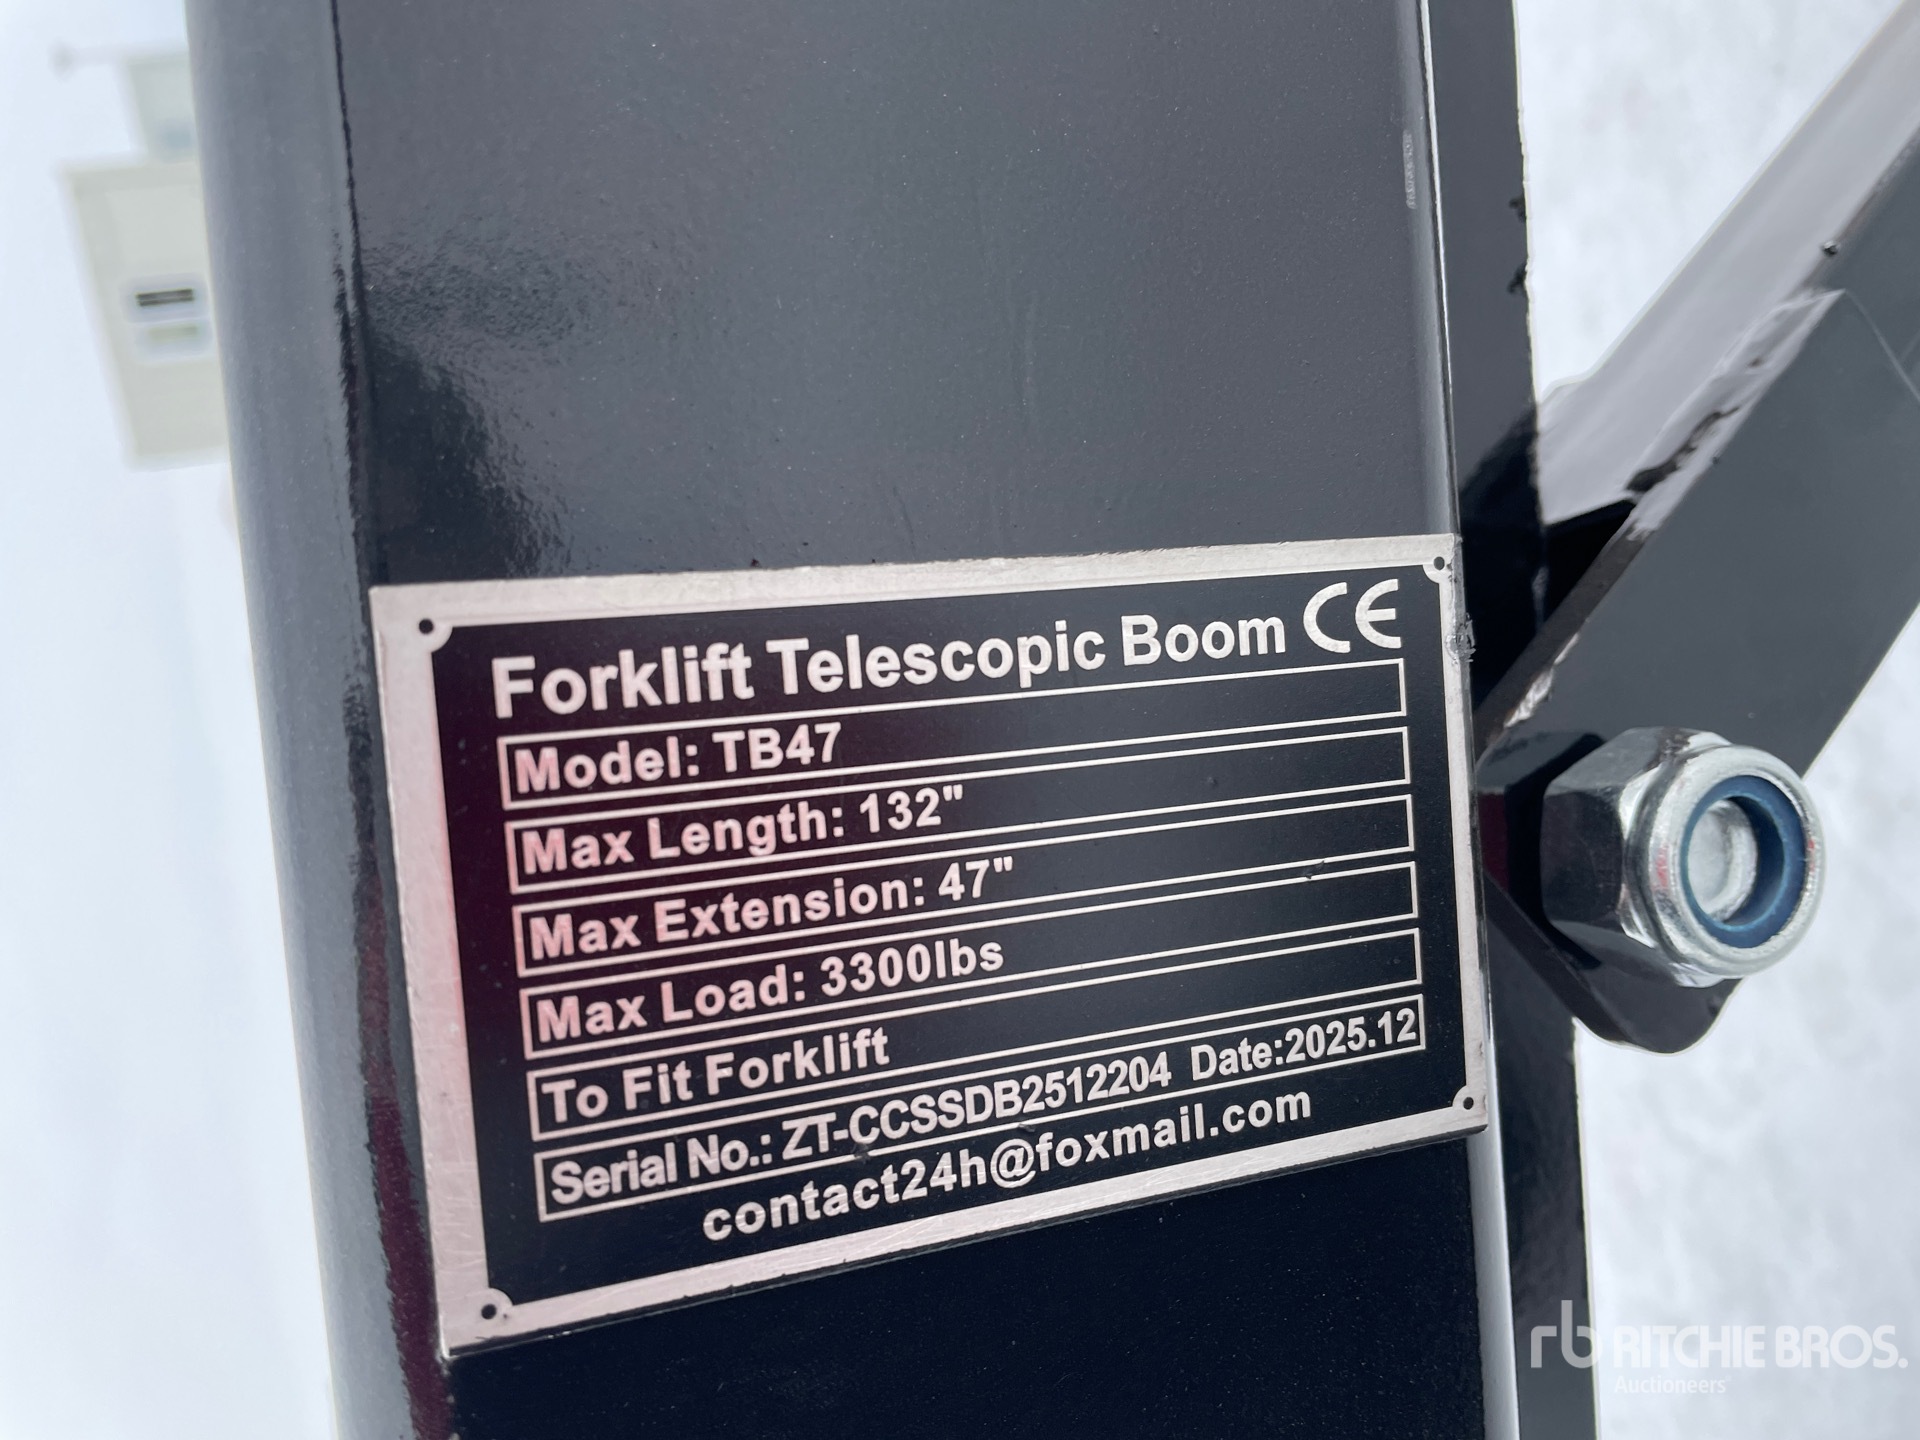 Forklift Telescopic Boom CE
Model: TB47
Max Length: 132"
Max Extension: 47"
Max Load: 3300lbs
To Fit Forklift
Serial No.: ZT-CCSSDB2512204 Date:2025.12
contact24h@foxmail.com
rb RITCHIE BROS.
Auctioneers